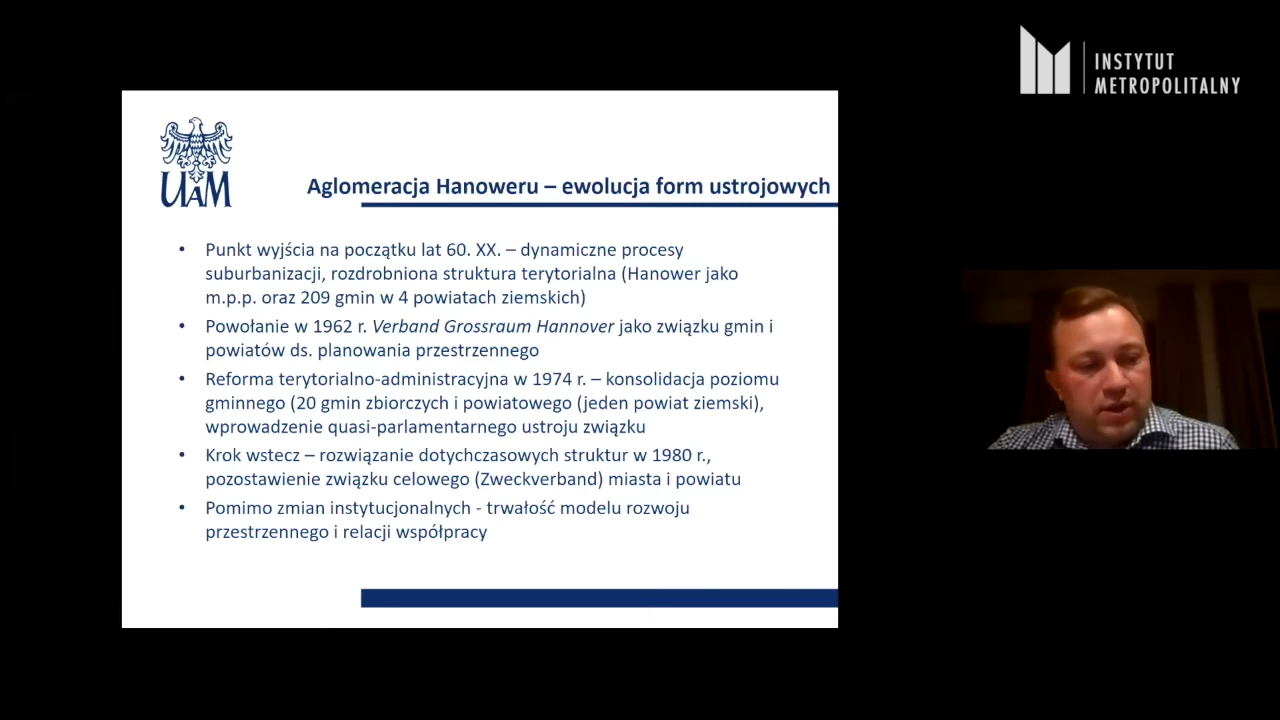 INSTYTUT
METROPOLITALNY
UAM
Aglomeracja Hanoweru – ewolucja form ustrojowych
• Punkt wyjścia na początku lat 60. XX. – dynamiczne procesy
suburbanizacji, rozdrobniona struktura terytorialna (Hanower jako
m.p.p. oraz 209 gmin w 4 powiatach ziemskich)
• Powołanie w 1962 r. Verband Grossraum Hannover jako związku gmin i
powiatów ds. planowania przestrzennego
• Reforma terytorialno-administracyjna w 1974 r. – konsolidacja poziomu
gminnego (20 gmin zbiorczych i powiatowego (jeden powiat ziemski),
wprowadzenie quasi-parlamentarnego ustroju związku
• Krok wstecz – rozwiązanie dotychczasowych struktur w 1980 r.,
pozostawienie związku celowego (Zweckverband) miasta i powiatu
• Pomimo zmian instytucjonalnych - trwałość modelu rozwoju
przestrzennego i relacji współpracy